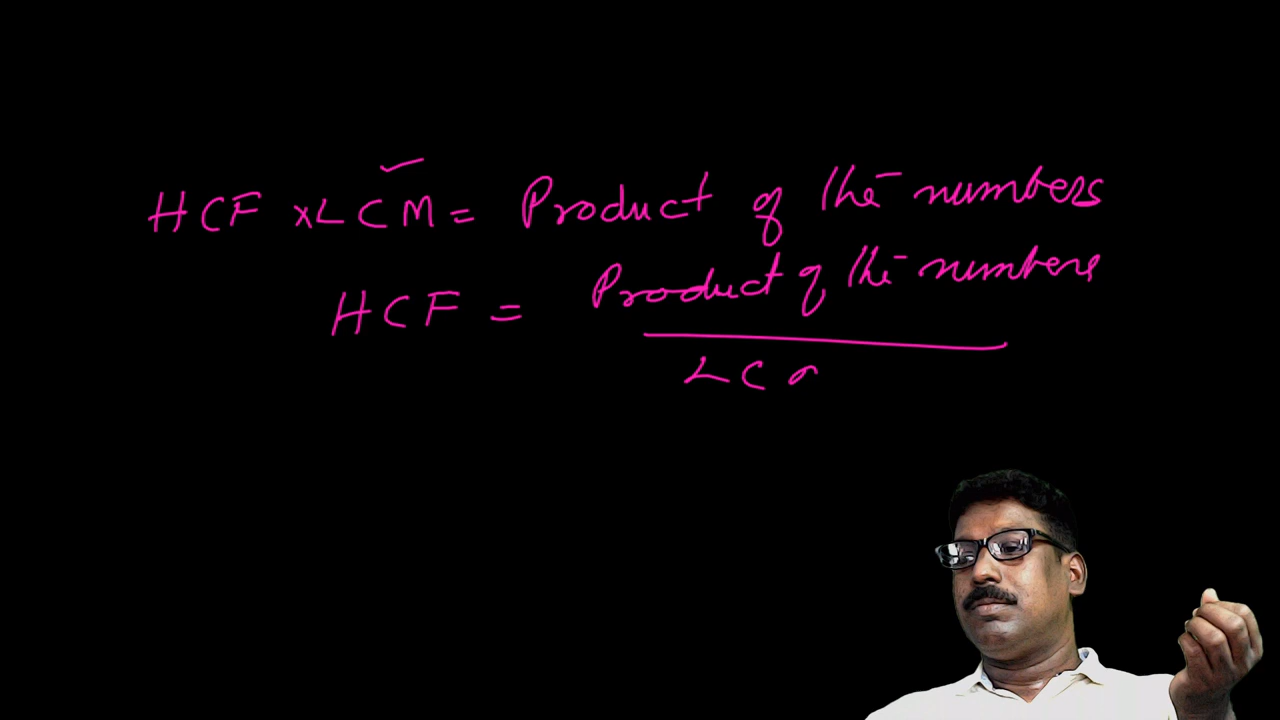 HCF × LCM = Product of the numbers
HCF = Product of the numbers
LC